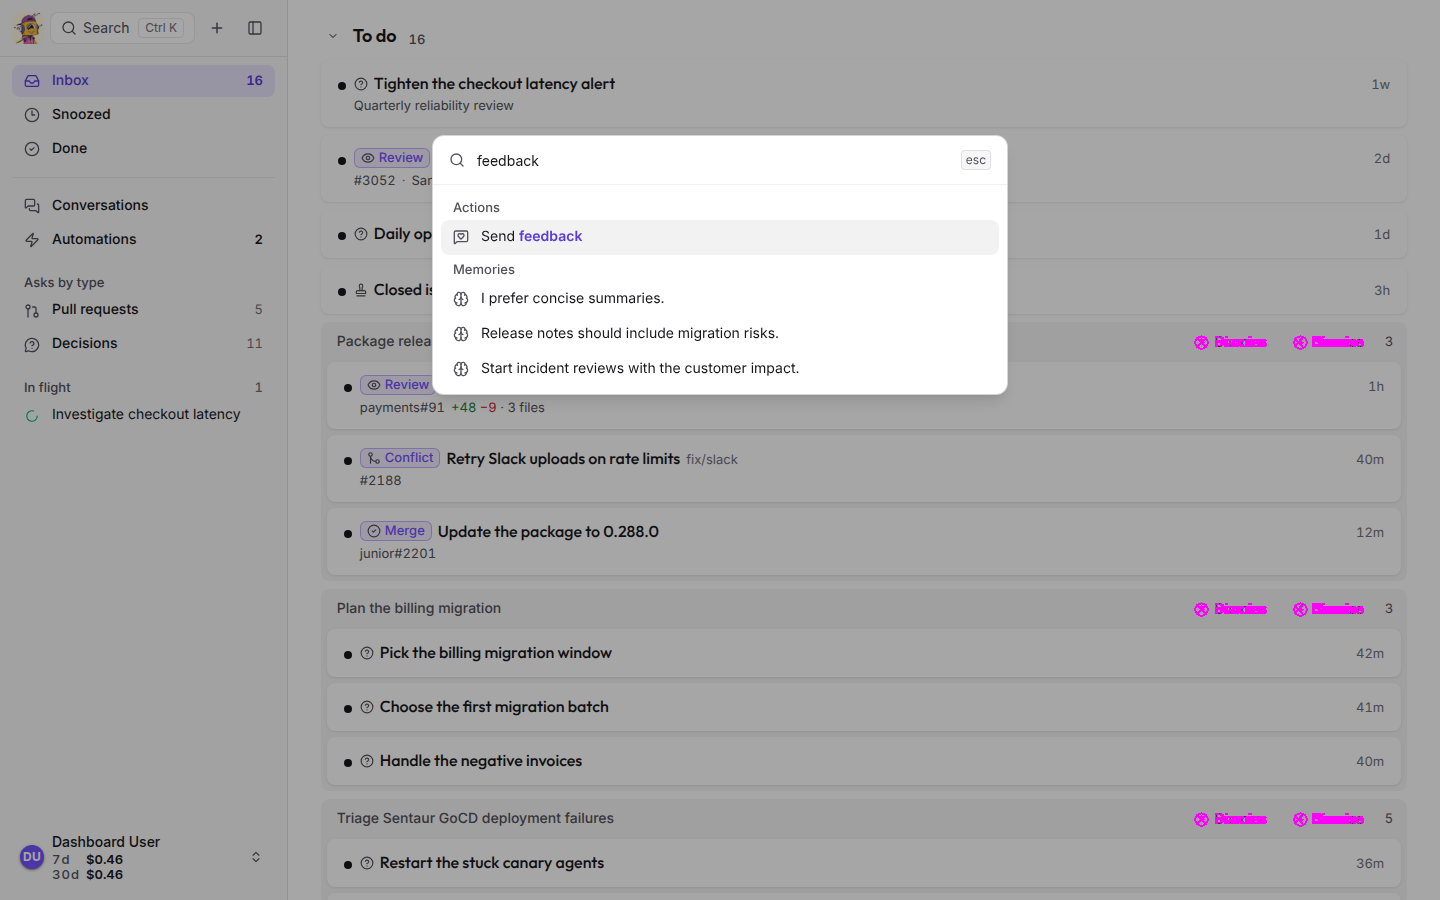 Search Ctrl K
Inbox 16
Snoozed
Done
Conversations
Automations 2
Asks by type
Pull requests 5
Decisions 11
In flight 1
Investigate checkout latency
Dashboard User
DU
7d $0.46
30d $0.46
To do 16
Tighten the checkout latency alert 1w
Quarterly reliability review
Review 2d
#3052 · Sar
Daily op 1d
Closed is 3h
feedback esc
Actions
Send feedback
Memories
I prefer concise summaries.
Release notes should include migration risks.
Start incident reviews with the customer impact.
Package relea 3
Review 1h
payments#91 +48 −9 · 3 files
Conflict Retry Slack uploads on rate limits fix/slack 40m
#2188
Merge Update the package to 0.288.0 12m
junior#2201
Plan the billing migration 3
Pick the billing migration window 42m
Choose the first migration batch 41m
Handle the negative invoices 40m
Triage Sentaur GoCD deployment failures 5
Restart the stuck canary agents 36m